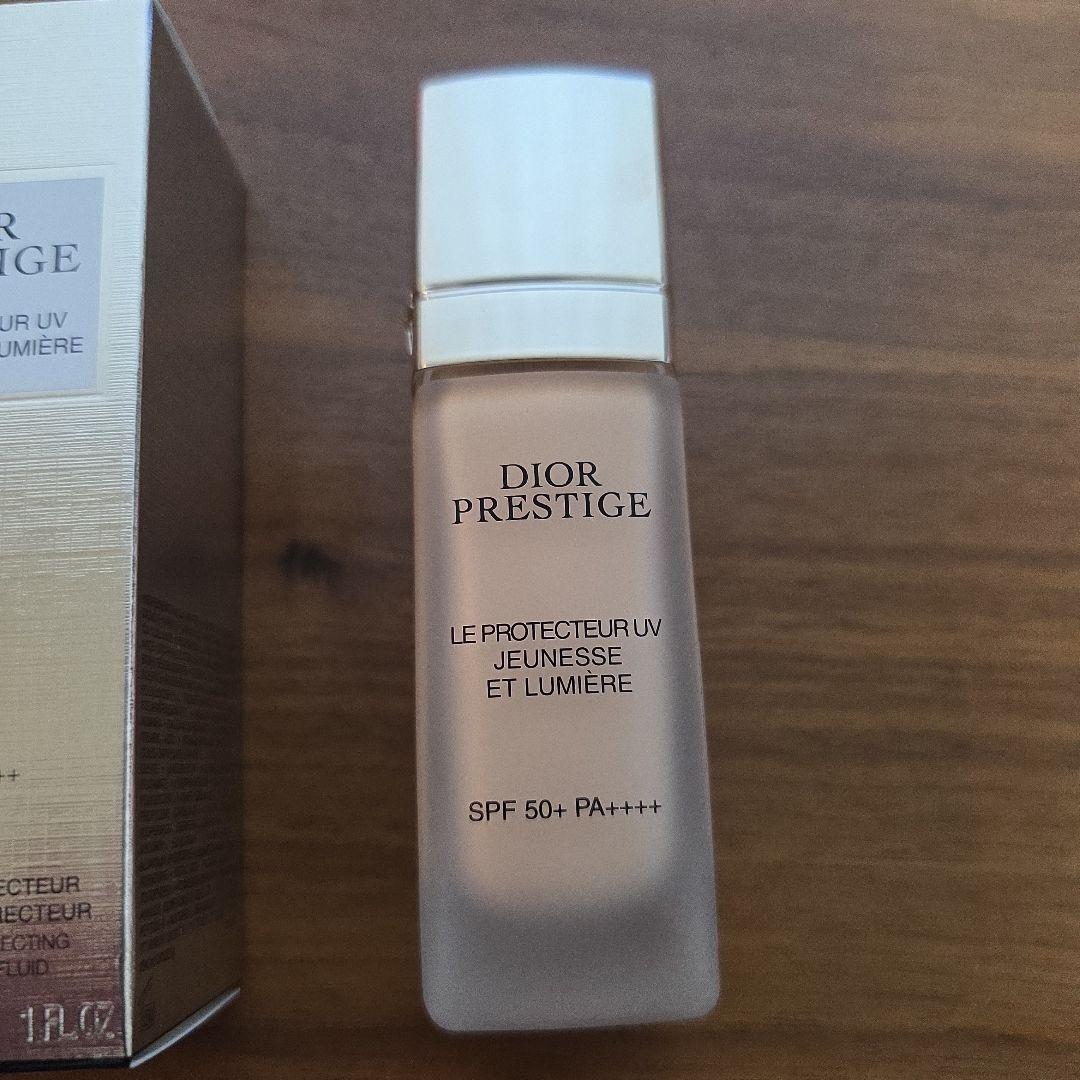 R
IGE
UR UV
UMIÈRE
++
ECTEUR
RECTEUR
ECTING
FLUID
1 FL.OZ
DIOR
PRESTIGE
LE PROTECTEUR UV
JEUNESSE
ET LUMIÈRE
SPF 50+ PA++++